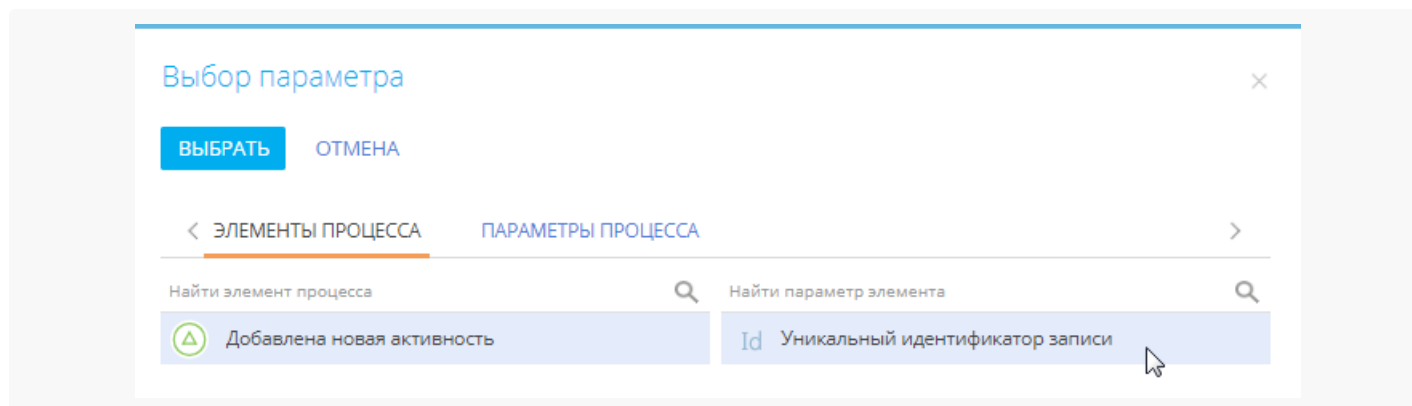 Выбор параметра
ВЫБРАТЬ ОТМЕНА
ЭЛЕМЕНТЫ ПРОЦЕССА ПАРАМЕТРЫ ПРОЦЕССА
Найти элемент процесса Найти параметр элемента
Добавлена новая активность Id Уникальный идентификатор записи